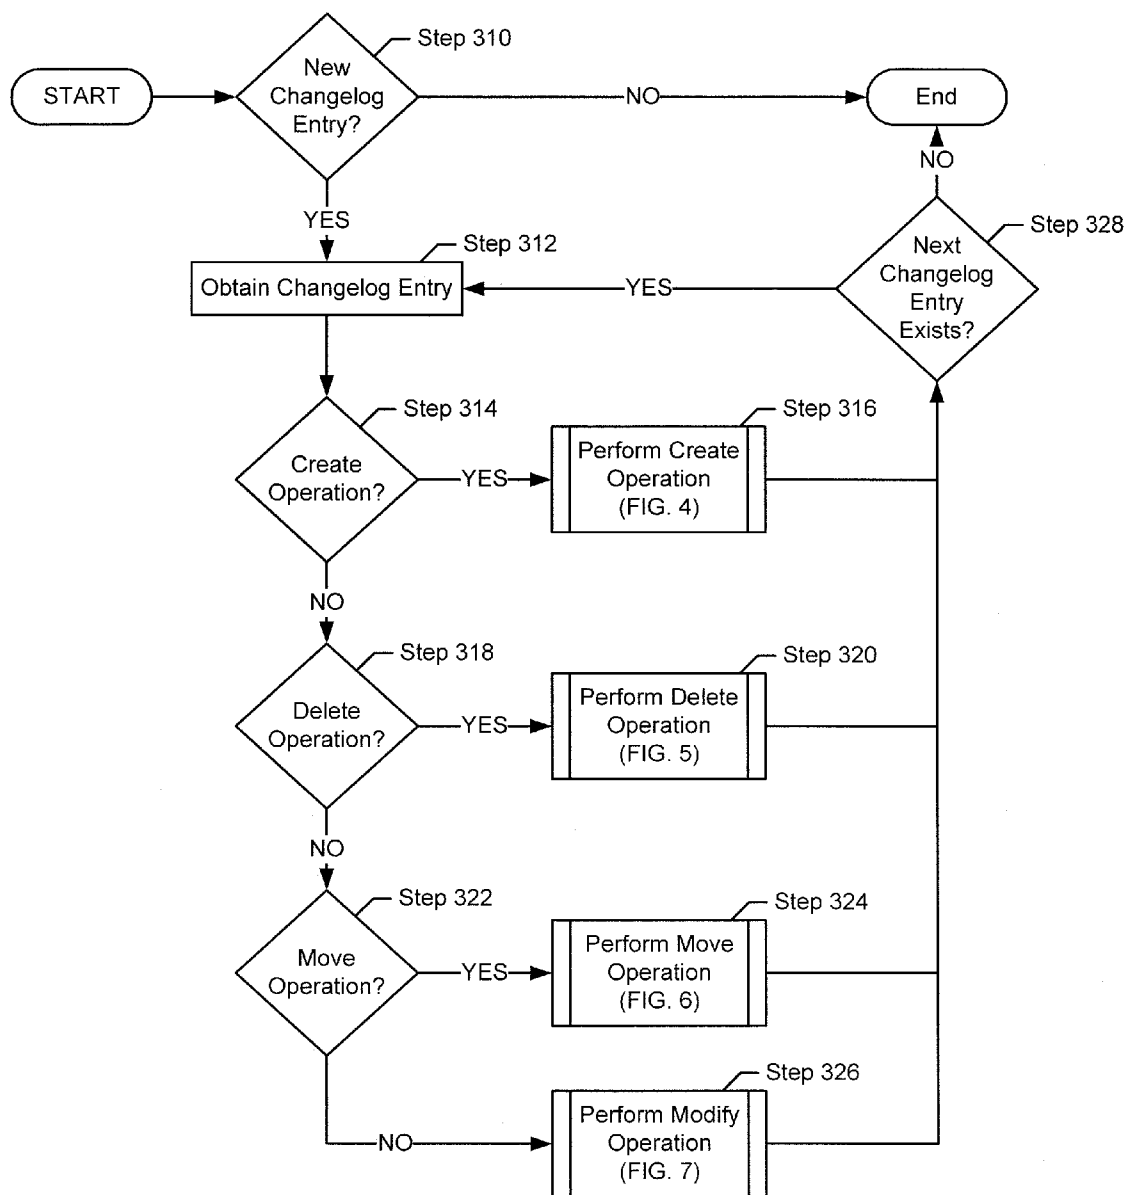 Step 310
START
New
Changelog
Entry?
NO
End
NO
YES
Step 328
Step 312
Next
Changelog
Entry
Exists?
Obtain Changelog Entry
YES
Step 314
Step 316
Create
Operation?
YES
Perform Create
Operation
(FIG. 4)
NO
Step 318
Step 320
Delete
Operation?
YES
Perform Delete
Operation
(FIG. 5)
NO
Step 322
Step 324
Move
Operation?
YES
Perform Move
Operation
(FIG. 6)
Step 326
NO
Perform Modify
Operation
(FIG. 7)